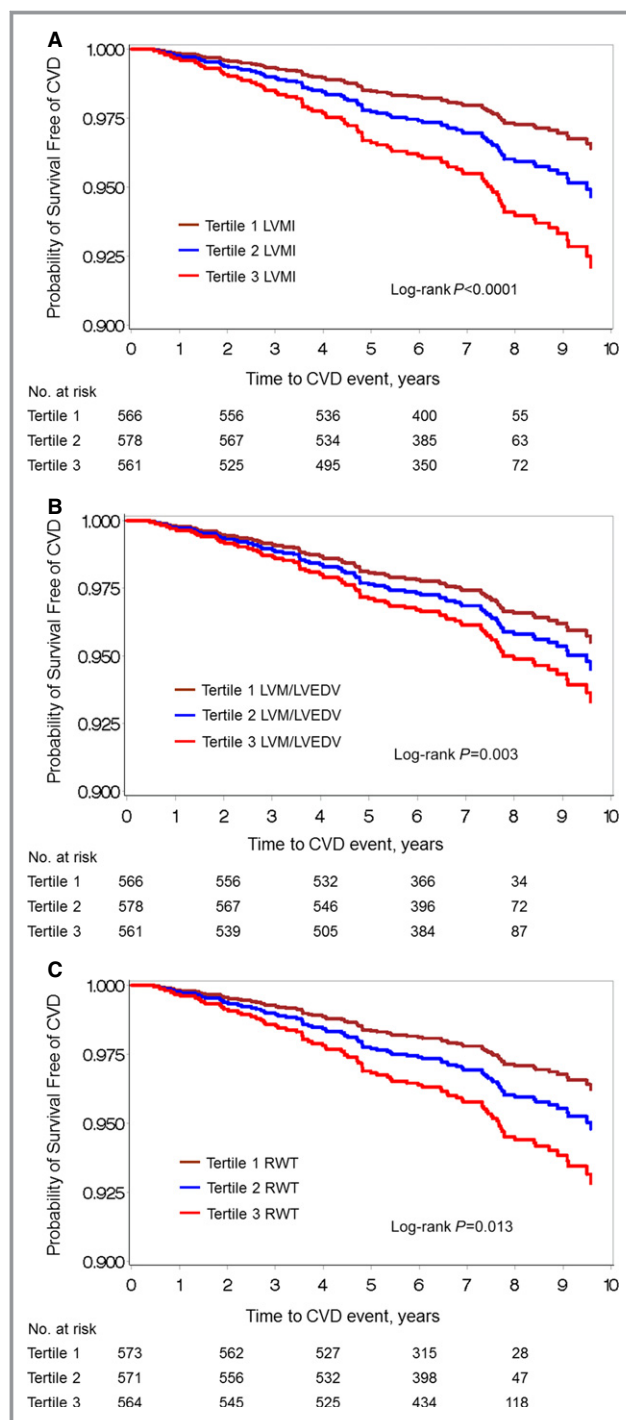 A
Probability of Survival Free of CVD
1.000
0.975
0.950
0.925
0.900
Tertile 1 LVMI
Tertile 2 LVMI
Tertile 3 LVMI
Log-rank P<0.0001
0 1 2 3 4 5 6 7 8 9 10
Time to CVD event, years
No. at risk
Tertile 1 566 556 536 400 55
Tertile 2 578 567 534 385 63
Tertile 3 561 525 495 350 72
B
Probability of Survival Free of CVD
1.000
0.975
0.950
0.925
0.900
Tertile 1 LVM/LVEDV
Tertile 2 LVM/LVEDV
Tertile 3 LVM/LVEDV
Log-rank P=0.003
0 1 2 3 4 5 6 7 8 9 10
Time to CVD event, years
No. at risk
Tertile 1 566 556 532 366 34
Tertile 2 578 567 546 396 72
Tertile 3 561 539 505 384 87
C
Probability of Survival Free of CVD
1.000
0.975
0.950
0.925
0.900
Tertile 1 RWT
Tertile 2 RWT
Tertile 3 RWT
Log-rank P=0.013
0 1 2 3 4 5 6 7 8 9 10
Time to CVD event, years
No. at risk
Tertile 1 573 562 527 315 28
Tertile 2 571 556 532 398 47
Tertile 3 564 545 525 434 118